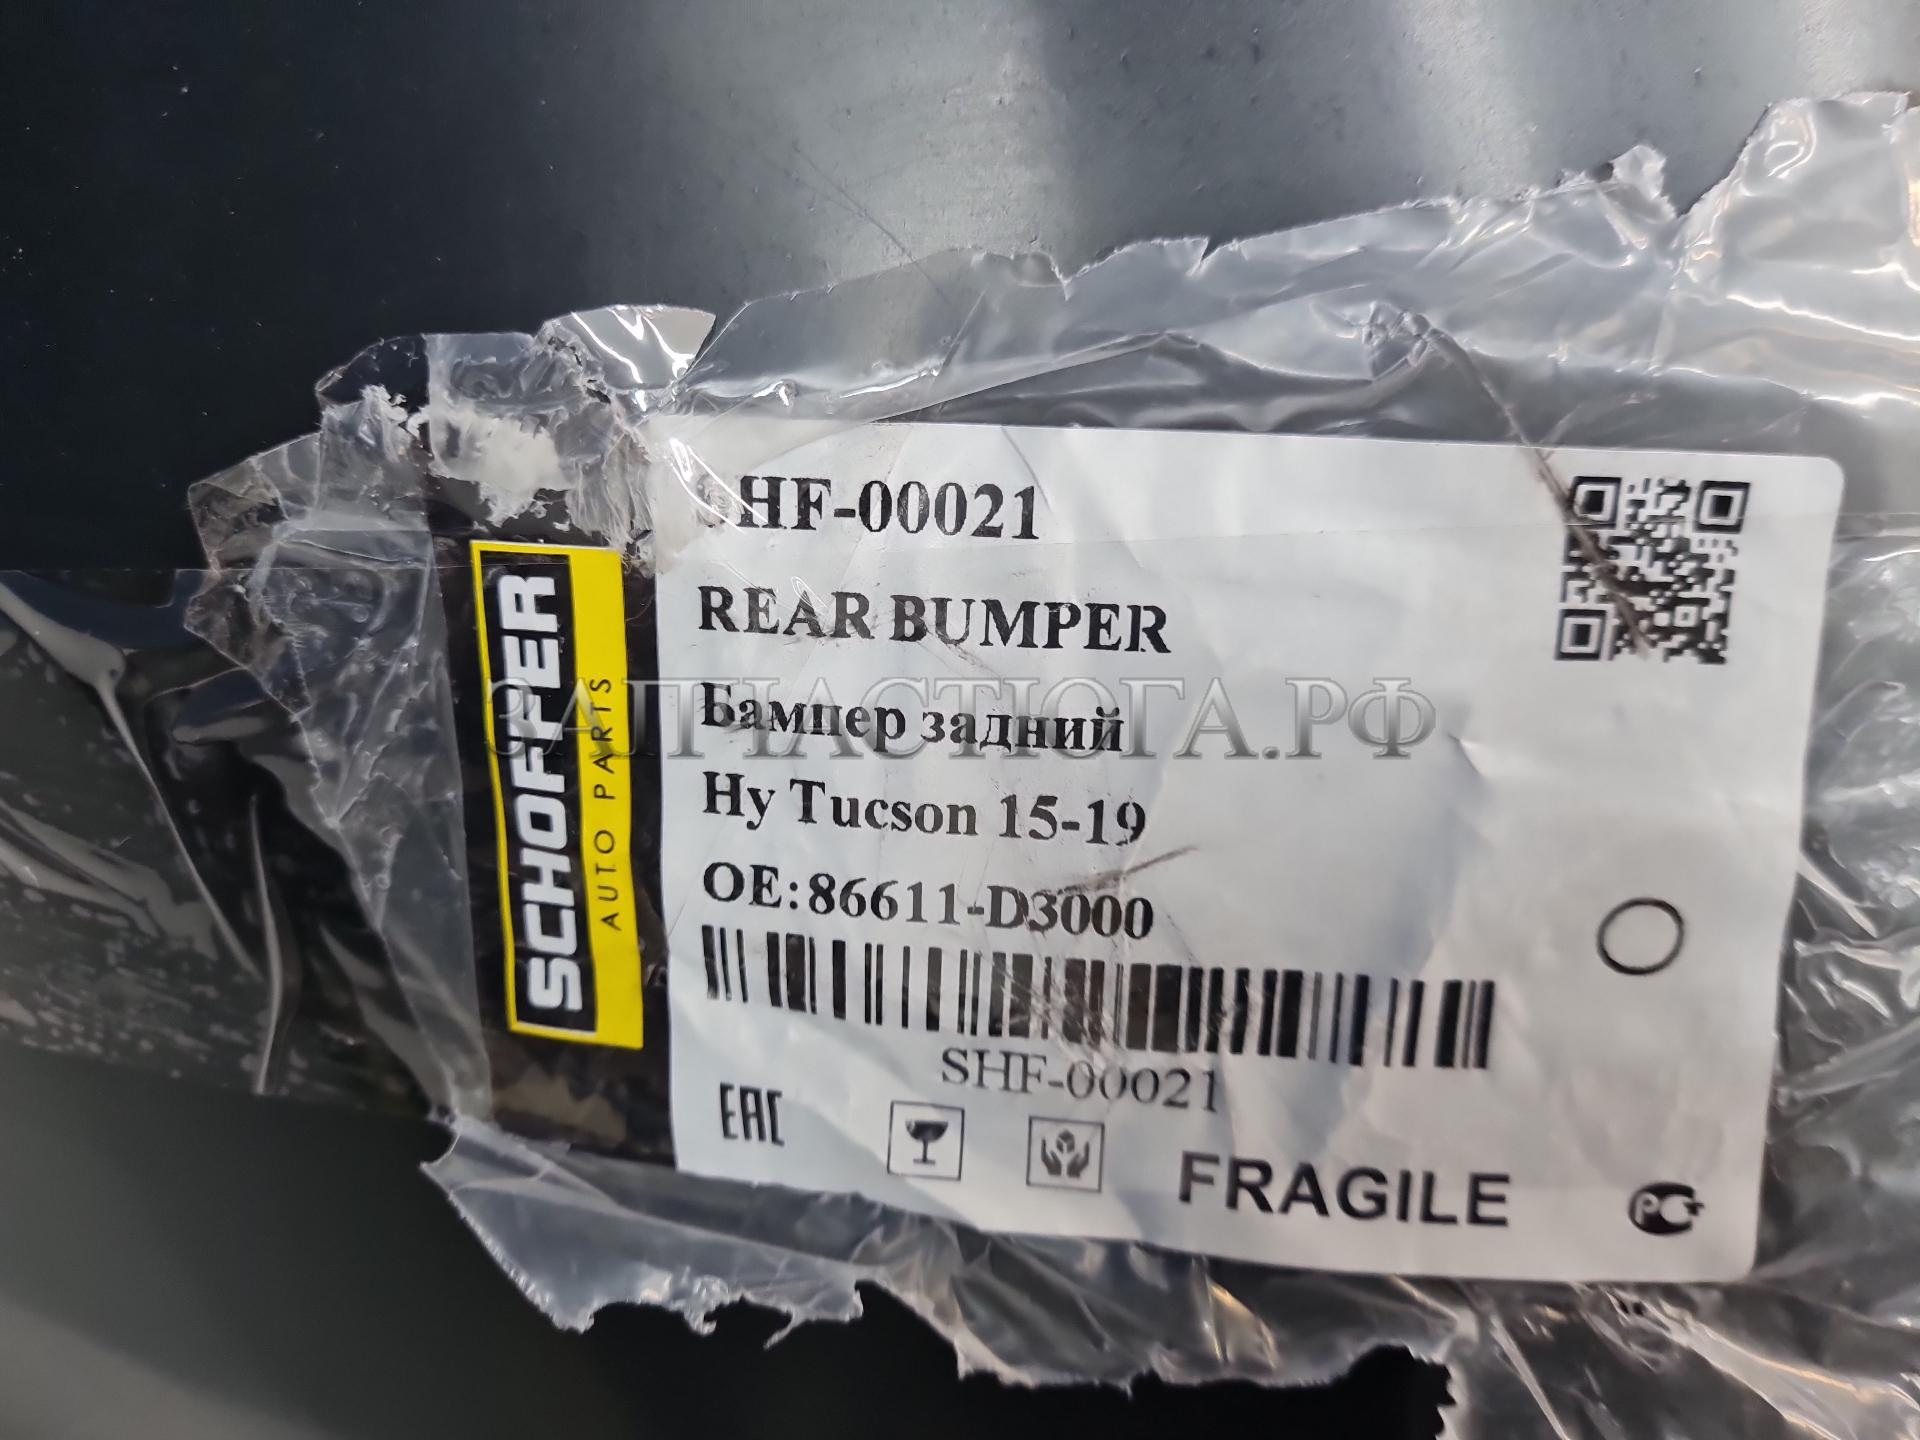 SHF-00021
REAR BUMPER
Бампер задний
Hy Tucson 15-19
OE: 86611-D3000
SHF-00021
EAC
FRAGILE
РСт
SCHOFFER
AUTO PARTS
ЗАПЧАСТЮГА.РФ